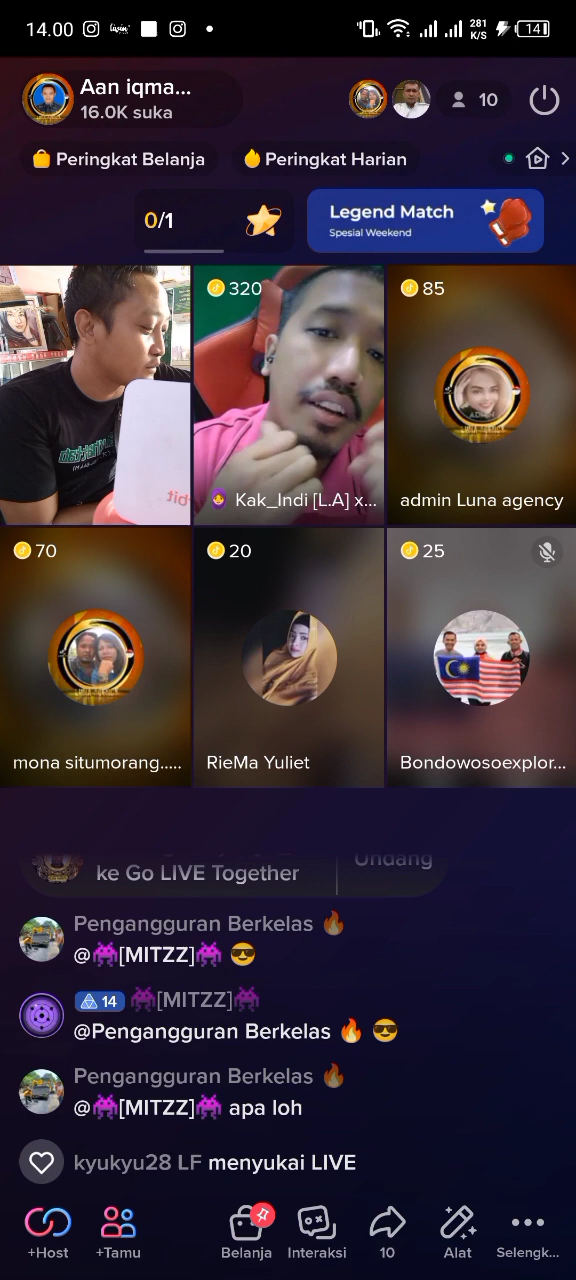 14.00
281
K/S
14
Aan iqma...
16.0K suka
10
Peringkat Belanja
Peringkat Harian
0/1
Legend Match
Spesial Weekend
320
85
Kak_Indi [L.A] x...
admin Luna agency
70
20
25
mona situmorang.....
RieMa Yuliet
Bondowosoexplor...
ke Go LIVE Together
Undang
Pengangguran Berkelas 🔥
@👾[MITZZ]👾 😎
14 👾[MITZZ]👾
@Pengangguran Berkelas 🔥 😎
Pengangguran Berkelas 🔥
@👾[MITZZ]👾 apa loh
kyukyu28 LF menyukai LIVE
+Host
+Tamu
Belanja
Interaksi
10
Alat
Selengk...